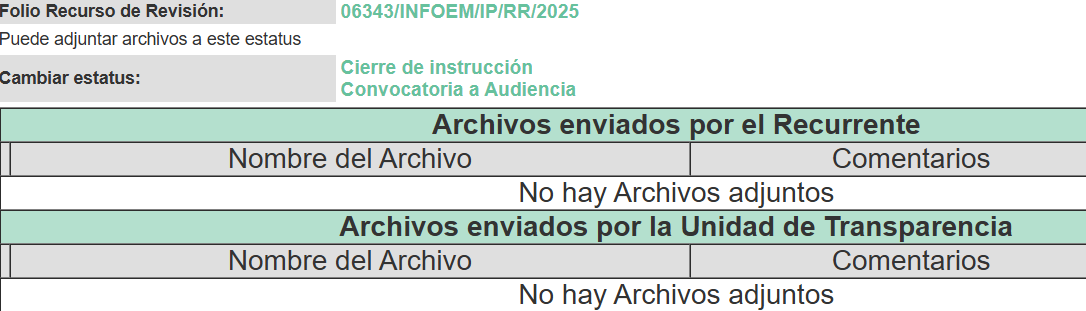 Folio Recurso de Revisión: 06343/INFOEM/IP/RR/2025
Puede adjuntar archivos a este estatus
Cambiar estatus: Cierre de instrucción
Convocatoria a Audiencia
Archivos enviados por el Recurrente
Nombre del Archivo Comentarios
No hay Archivos adjuntos
Archivos enviados por la Unidad de Transparencia
Nombre del Archivo Comentarios
No hay Archivos adjuntos